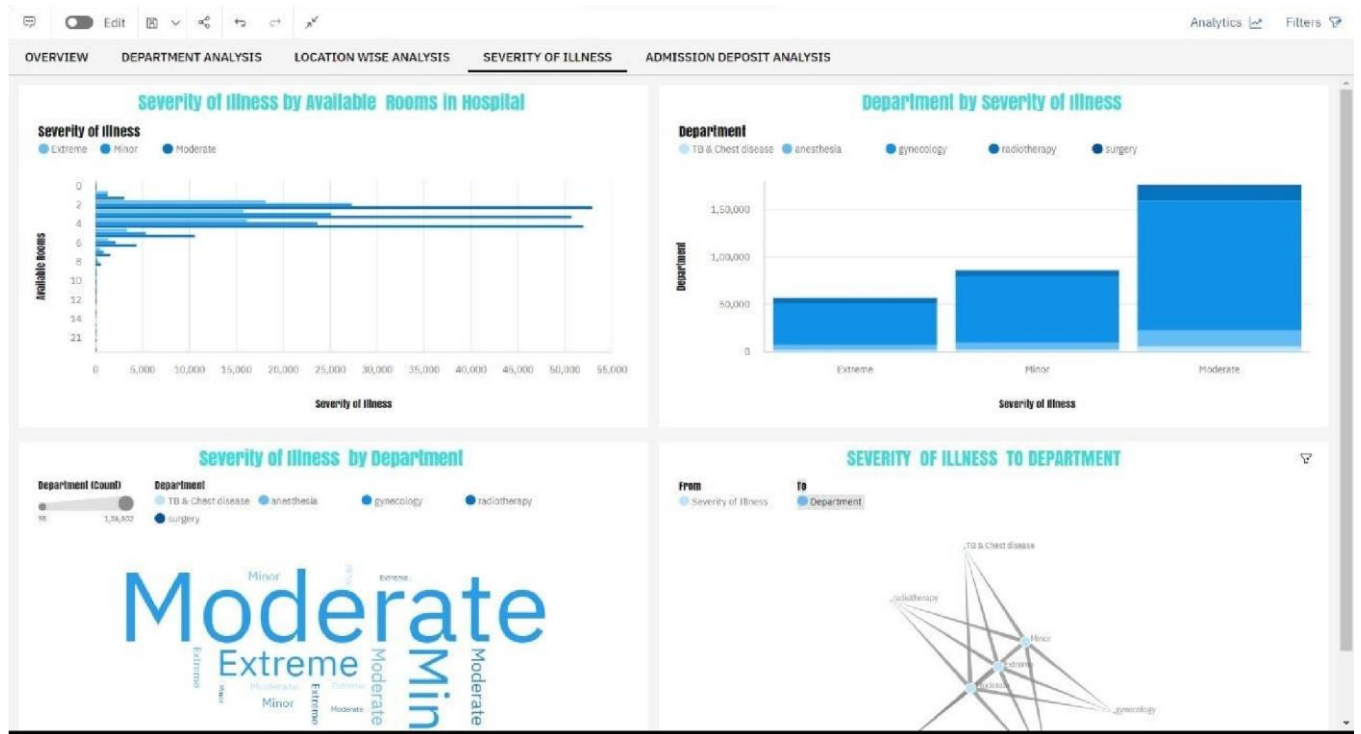 Edit
Analytics
Filters
OVERVIEW DEPARTMENT ANALYSIS LOCATION WISE ANALYSIS SEVERITY OF ILLNESS ADMISSION DEPOSIT ANALYSIS
Severity of Illness by Available Rooms in Hospital
Severity of Illness
Extreme Minor Moderate
Available Rooms
0
2
4
6
8
10
12
14
21
0 5,000 10,000 15,000 20,000 25,000 30,000 35,000 40,000 45,000 50,000 55,000
Severity of Illness
Department by Severity of Illness
Department
TB & Chest disease anesthesia gynecology radiotherapy surgery
Department
1,50,000
1,00,000
50,000
0
Extreme Minor Moderate
Severity of Illness
Severity of Illness by Department
Department (Count) Department
TB & Chest disease anesthesia gynecology radiotherapy
surgery
Minor
Minor
Extreme
Moderate
Extreme
Extreme
Moderate
Min
Moderate
Minor
Moderate
Extreme
Extreme
Minor
Moderate
SEVERITY OF ILLNESS TO DEPARTMENT
From To
Severity of Illness Department
TB & Chest disease
radiotherapy
Minor
Extreme
Moderate
gynecology